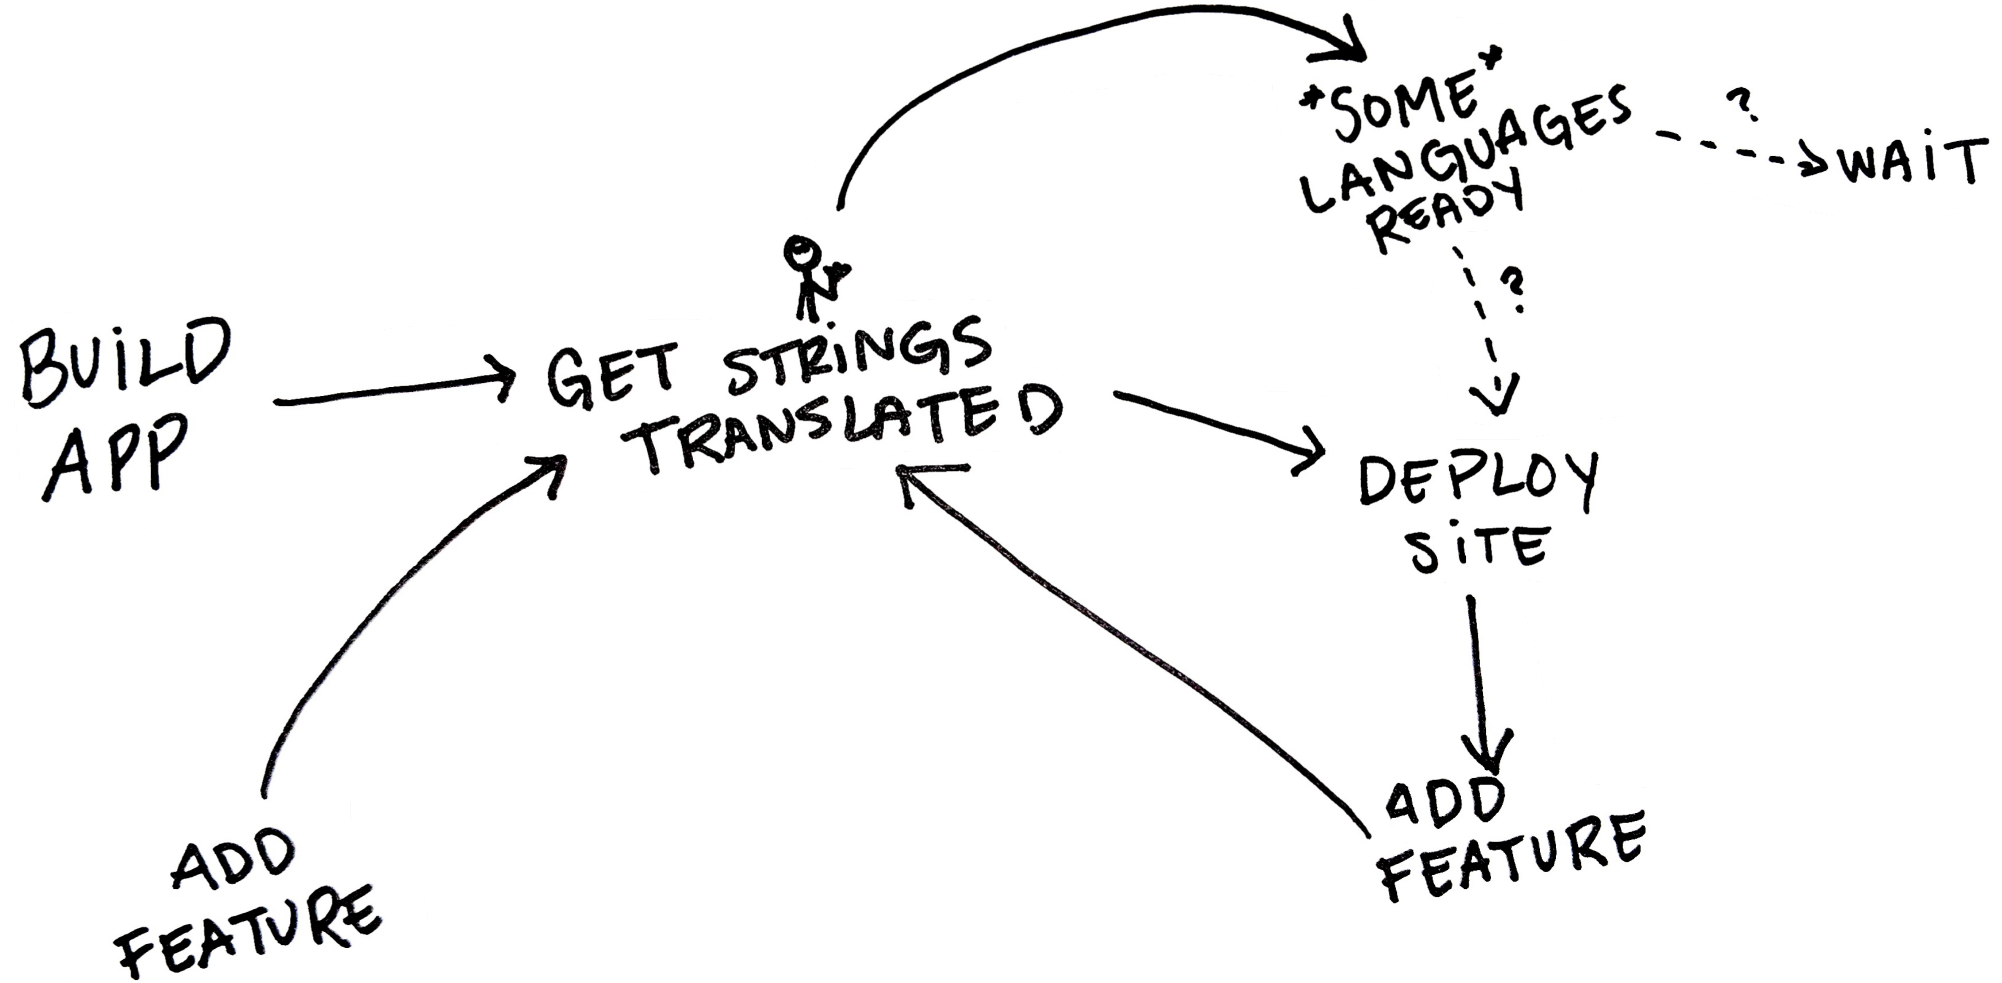 *SOME*
LANGUAGES
READY
?
WAIT
?
BUILD
APP
GET STRINGS
TRANSLATED
DEPLOY
SITE
ADD
FEATURE
ADD
FEATURE